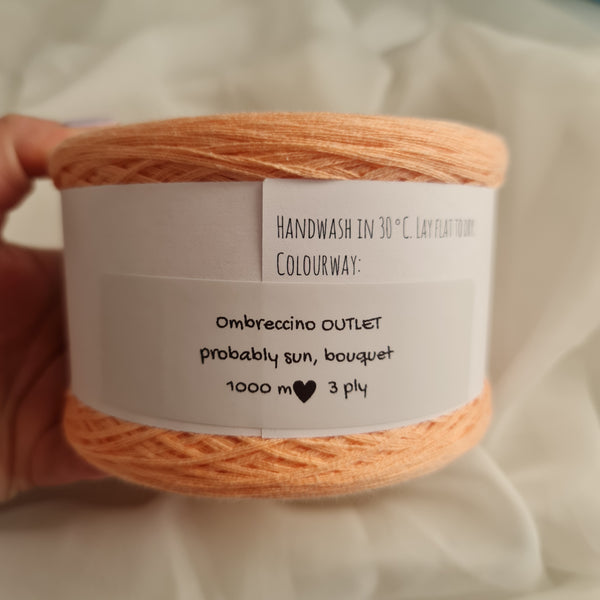 HANDWASH IN 30°C. LAY FLAT TO DRY.
COLOURWAY:
Ombreccino OUTLET
probably sun, bouquet
1000 m♥ 3 ply